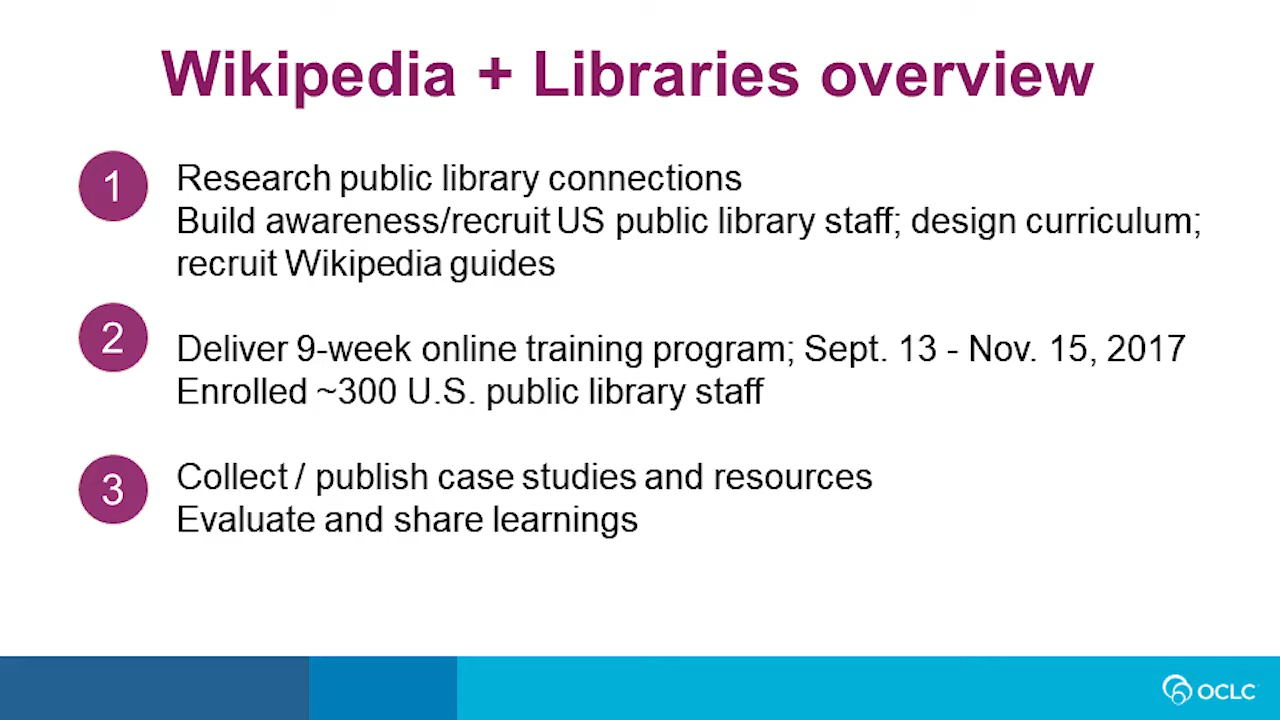 Wikipedia + Libraries overview
1
Research public library connections
Build awareness/recruit US public library staff; design curriculum;
recruit Wikipedia guides
2
Deliver 9-week online training program; Sept. 13 - Nov. 15, 2017
Enrolled ~300 U.S. public library staff
3
Collect / publish case studies and resources
Evaluate and share learnings
OCLC